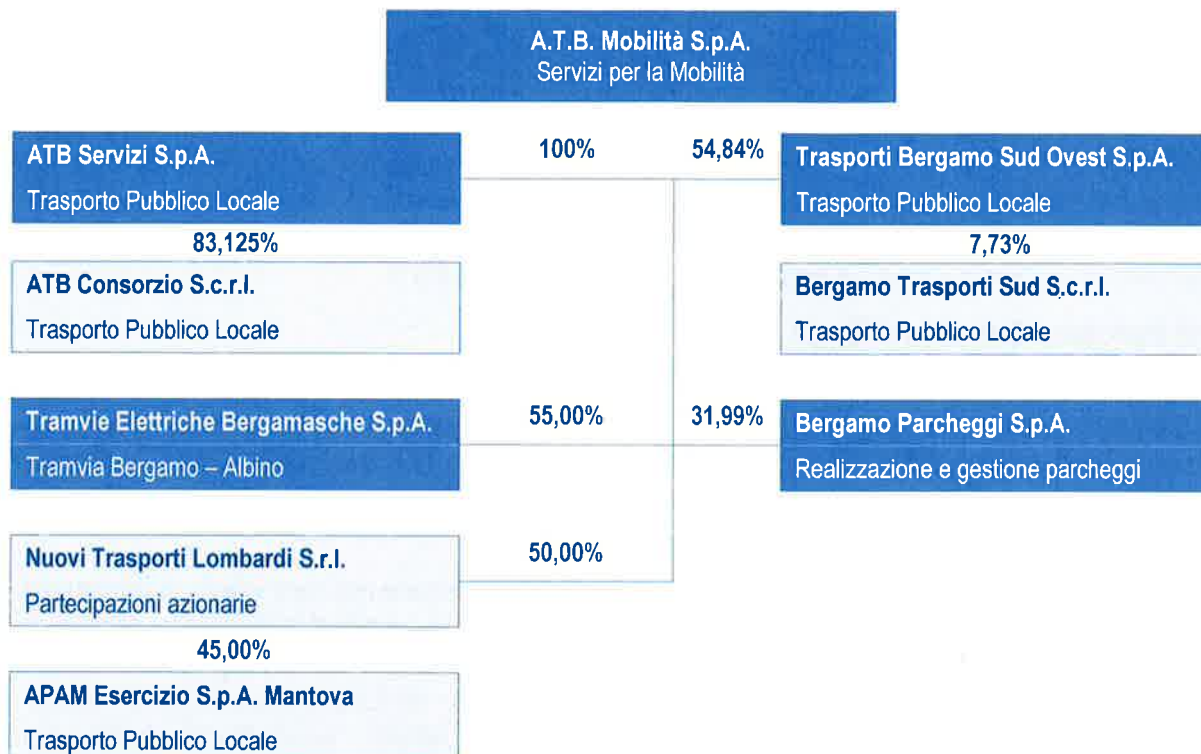 A.T.B. Mobilità S.p.A.
Servizi per la Mobilità
ATB Servizi S.p.A.
Trasporto Pubblico Locale
100%
54,84%
Trasporti Bergamo Sud Ovest S.p.A.
Trasporto Pubblico Locale
83,125%
7,73%
ATB Consorzio S.c.r.l.
Trasporto Pubblico Locale
Bergamo Trasporti Sud S.c.r.l.
Trasporto Pubblico Locale
Tramvie Elettriche Bergamasche S.p.A.
Tramvia Bergamo – Albino
55,00%
31,99%
Bergamo Parcheggi S.p.A.
Realizzazione e gestione parcheggi
Nuovi Trasporti Lombardi S.r.l.
Partecipazioni azionarie
50,00%
45,00%
APAM Esercizio S.p.A. Mantova
Trasporto Pubblico Locale